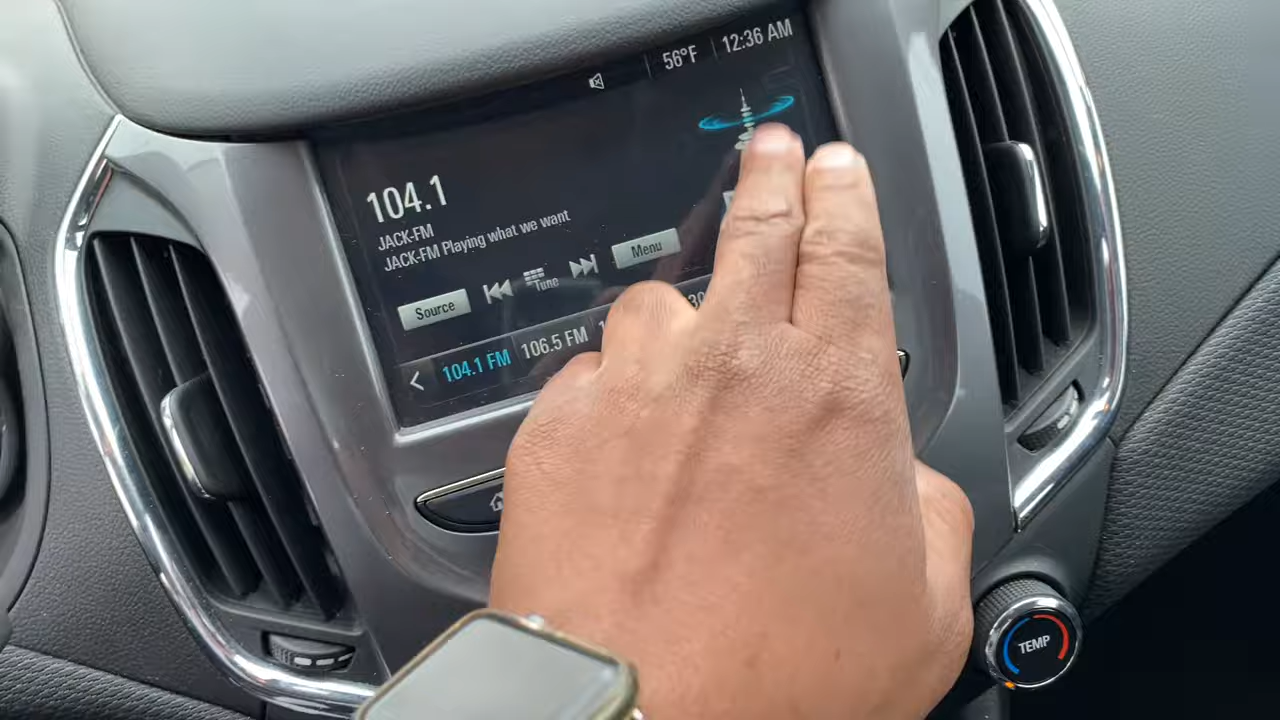 56°F 12:36 AM
104.1
JACK-FM
JACK-FM Playing what we want
Source Tune Menu
104.1 FM 106.5 FM
TEMP